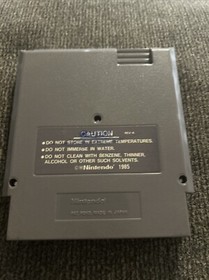 CAUTION
• DO NOT STORE IN EXTREME TEMPERATURES.
• DO NOT IMMERSE IN WATER.
• DO NOT CLEAN WITH BENZENE, THINNER,
ALCOHOL OR OTHER SUCH SOLVENTS.
©Nintendo 1985
Nintendo